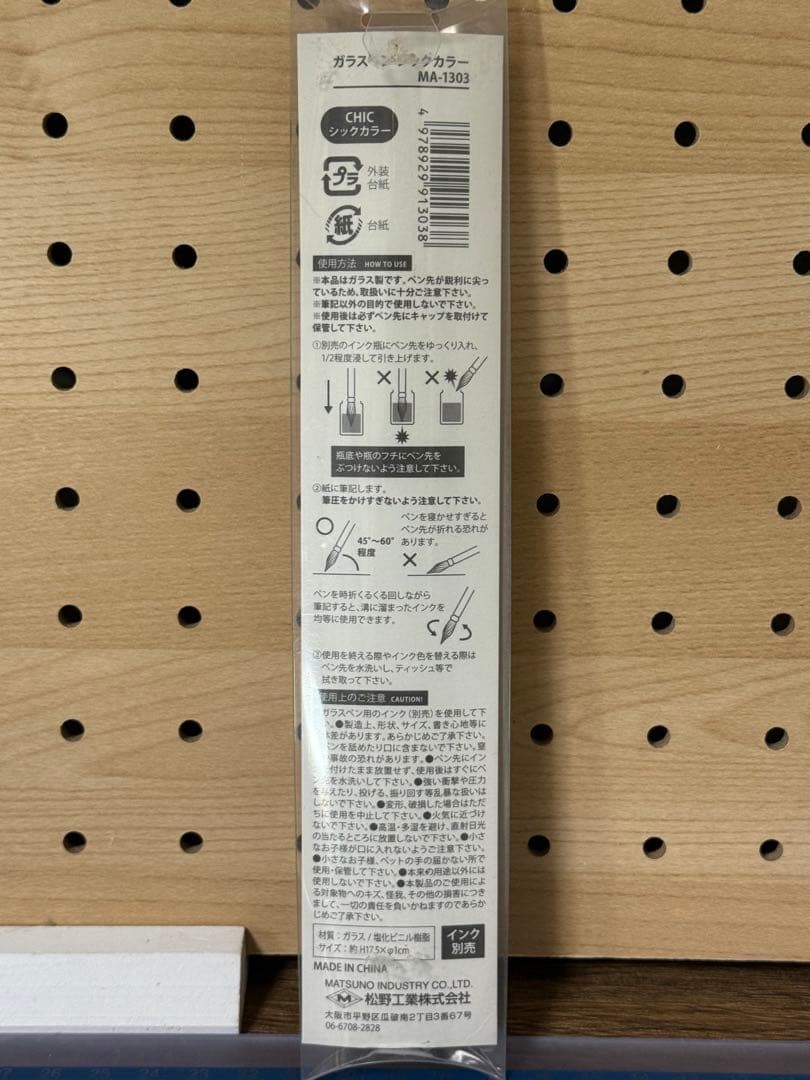 ガラスペン シックカラー
MA-1303
CHIC
シックカラー
4 978929 913038
プラ
外装
台紙
紙
台紙
使用方法 HOW TO USE
※本品はガラス製です。ペン先が鋭利に尖っ
ているため、取扱いに十分ご注意下さい。
※筆記以外の目的で使用しないで下さい。
※使用後は必ずペン先にキャップを取付けて
保管して下さい。
①別売のインク瓶にペン先をゆっくり入れ、
1/2程度浸して引き上げます。
瓶底や瓶のフチにペン先を
ぶつけないよう注意して下さい。
②紙に筆記します。
筆圧をかけすぎないよう注意して下さい。
45°～60°
程度
ペンを寝かせすぎると
ペン先が折れる恐れが
あります。
ペンを時折くるくる回しながら
筆記すると、溝に溜まったインクを
均等に使用できます。
③使用を終える際やインク色を替える際は
ペン先を水洗いし、ティッシュ等で
拭き取って下さい。
使用上のご注意 CAUTION!
ガラスペン用のインク（別売）を使用して下
い。●製造上、形状、サイズ、書き心地等に
体差があります。あらかじめご了承下さい。
ペンを舐めたり口に含まないで下さい。窒
事故の恐れがあります。●ペン先にイン
付けたまま放置せず、使用後はすぐにペ
を水洗いして下さい。●強い衝撃や圧力
を与えたり、投げる、振り回す等乱暴な扱いは
しないで下さい。●変形、破損した場合はただ
ちに使用を中止して下さい。●火気に近づけ
ないで下さい。●高温・多湿を避け、直射日光
の当たるところに放置しないで下さい。●小さ
なお子様が口に入れないようご注意下さい。
●小さなお子様、ペットの手の届かない所で
使用・保管して下さい。●本来の用途以外には
使用しないで下さい。●本製品のご使用によ
る対象物へのキズ、怪我、その他の損害につき
まして、一切の責任を負いかねますのであらか
じめご了承下さい。
材質：ガラス / 塩化ビニル樹脂
サイズ：約 H17.5×φ1cm
インク
別売
MADE IN CHINA
MATSUNO INDUSTRY CO.,LTD.
M 松野工業株式会社
大阪市平野区瓜破南2丁目3番67号
06-6708-2828